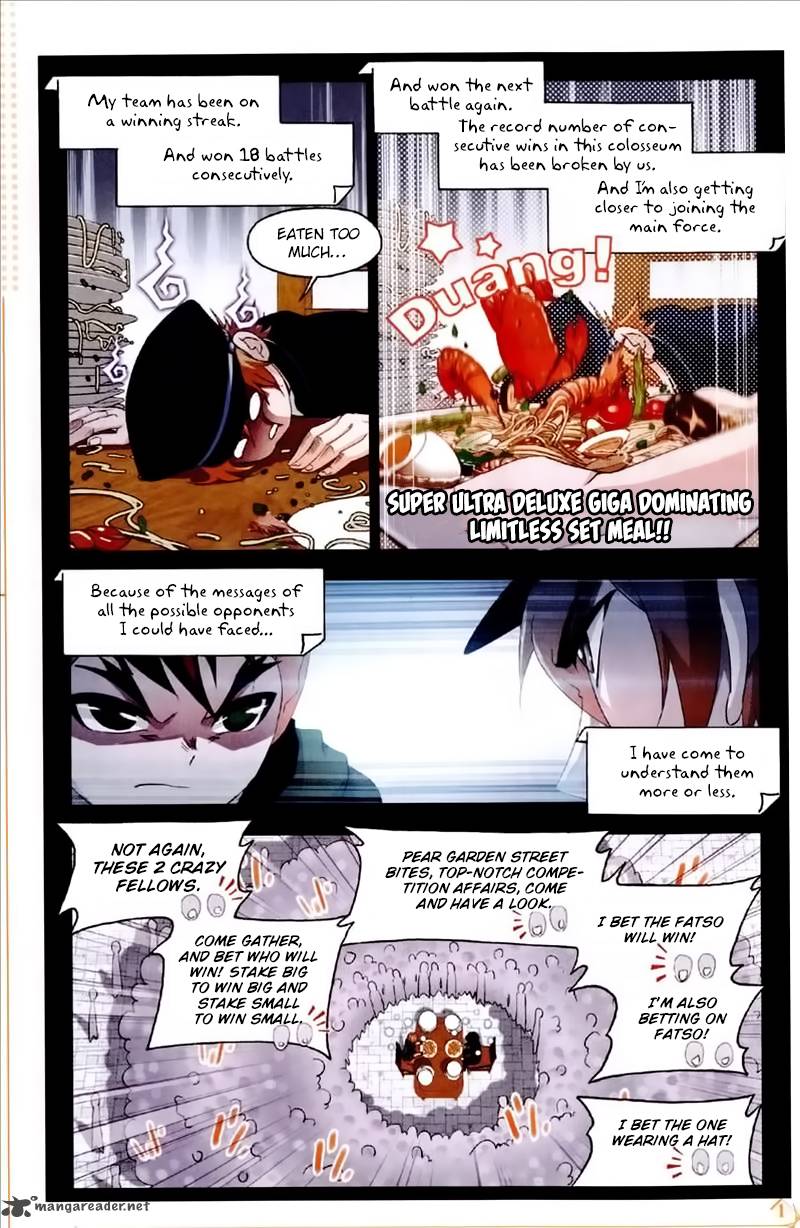 My team has been on
a winning streak.
And won 18 battles
consecutively.
EATEN TOO
MUCH...
And won the next
battle again.
The record number of con-
secutive wins in this colosseum
has been broken by us.
And I'm also getting
closer to joining the
main force.
Duang!
SUPER ULTRA DELUXE GIGA DOMINATING
LIMITLESS SET MEAL!!
Because of the messages of
all the possible opponents
I could have faced...
I have come to
understand them
more or less.
NOT AGAIN,
THESE 2 CRAZY
FELLOWS.
COME GATHER,
AND BET WHO WILL
WIN! STAKE BIG
TO WIN BIG AND
STAKE SMALL
TO WIN SMALL.
PEAR GARDEN STREET
BITES, TOP-NOTCH COMPE-
TITION AFFAIRS, COME
AND HAVE A LOOK.
I BET THE FATSO
WILL WIN!
I'M ALSO
BETTING ON
FATSO!
I BET THE ONE
WEARING A HAT!
mangareader.net
1